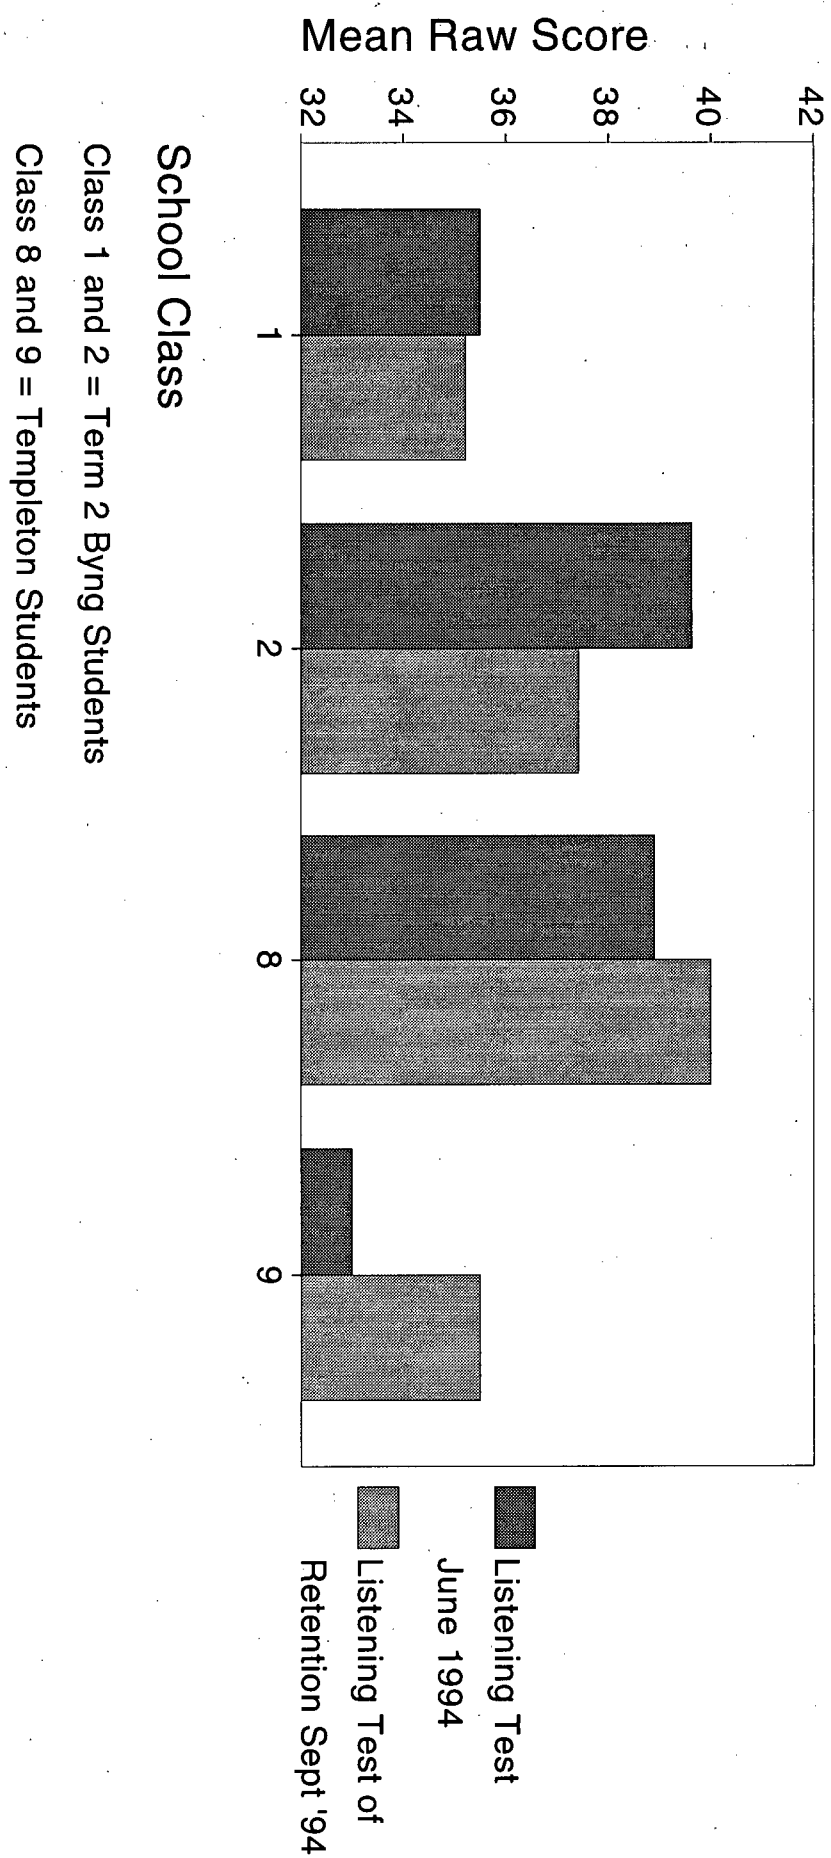 Mean Raw Score
42
40
38
36
34
32
1
2
8
9
School Class
Class 1 and 2 = Term 2 Byng Students
Class 8 and 9 = Templeton Students
Listening Test
June 1994
Listening Test of
Retention Sept '94